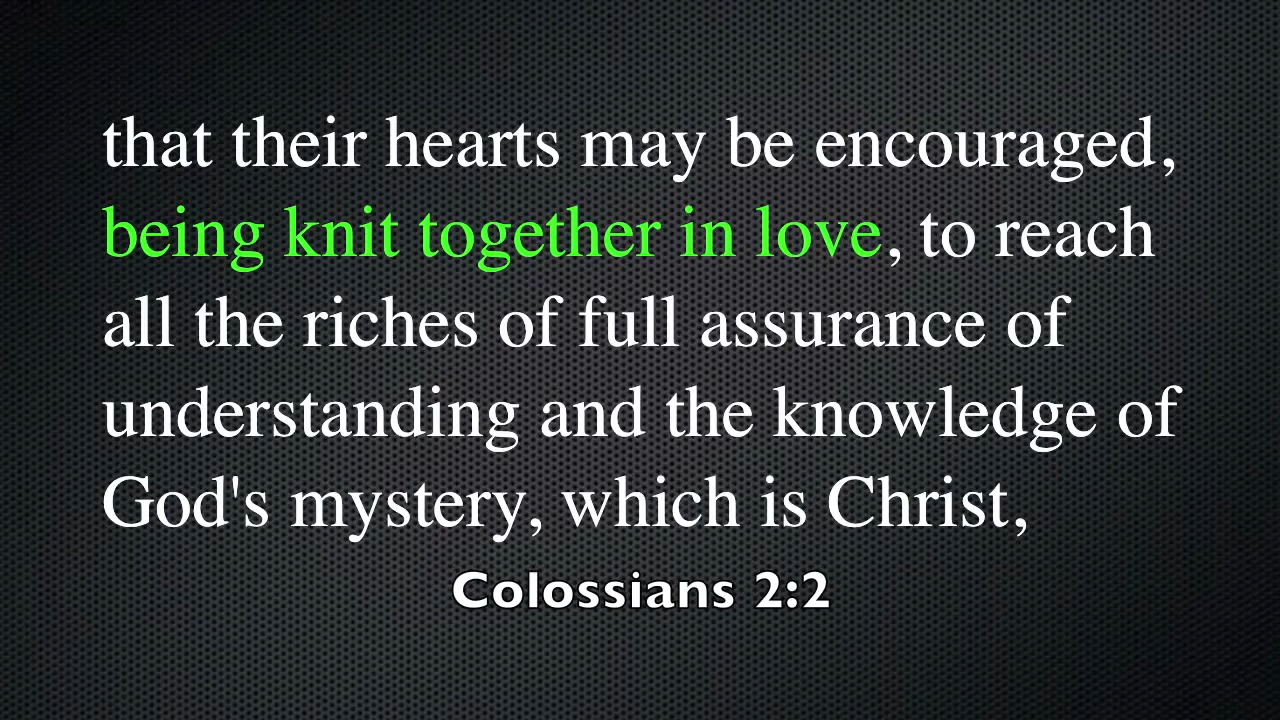 that their hearts may be encouraged,
being knit together in love, to reach
all the riches of full assurance of
understanding and the knowledge of
God's mystery, which is Christ,
Colossians 2:2